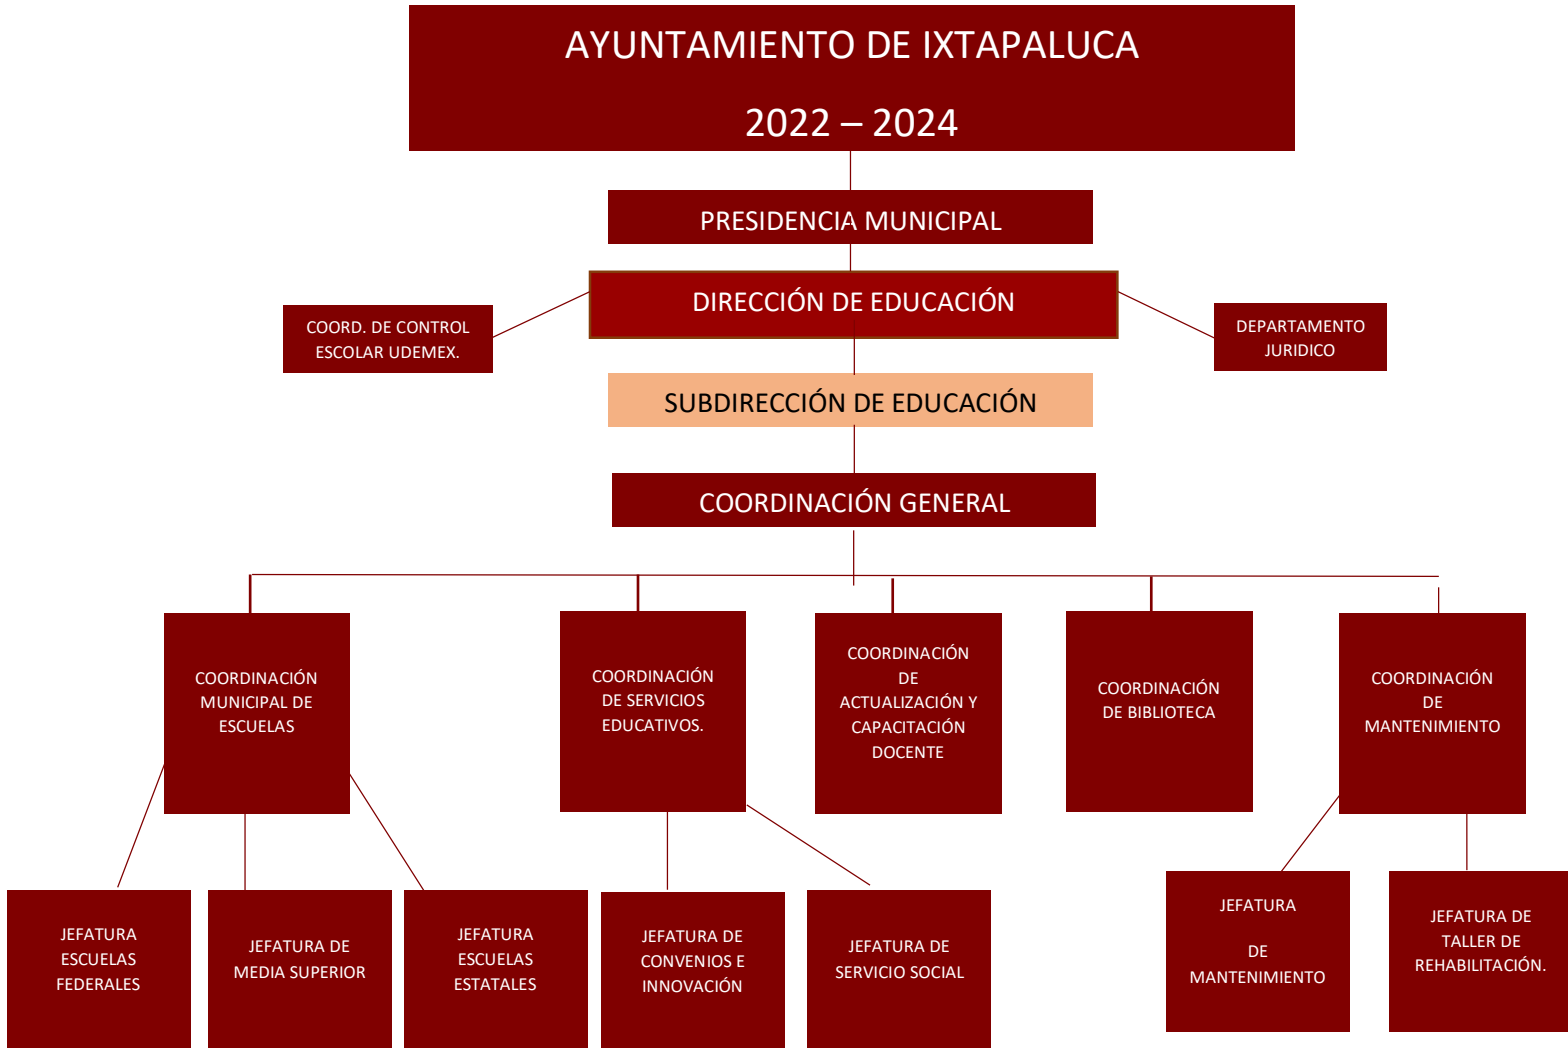 AYUNTAMIENTO DE IXTAPALUCA
2022 – 2024
PRESIDENCIA MUNICIPAL
DIRECCIÓN DE EDUCACIÓN
COORD. DE CONTROL
ESCOLAR UDEMEX.
DEPARTAMENTO
JURIDICO
SUBDIRECCIÓN DE EDUCACIÓN
COORDINACIÓN GENERAL
COORDINACIÓN
MUNICIPAL DE
ESCUELAS
COORDINACIÓN
DE SERVICIOS
EDUCATIVOS.
COORDINACIÓN
DE
ACTUALIZACIÓN Y
CAPACITACIÓN
DOCENTE
COORDINACIÓN
DE BIBLIOTECA
COORDINACIÓN
DE
MANTENIMIENTO
JEFATURA
ESCUELAS
FEDERALES
JEFATURA DE
MEDIA SUPERIOR
JEFATURA
ESCUELAS
ESTATALES
JEFATURA DE
CONVENIOS E
INNOVACIÓN
JEFATURA DE
SERVICIO SOCIAL
JEFATURA
DE
MANTENIMIENTO
JEFATURA DE
TALLER DE
REHABILITACIÓN.